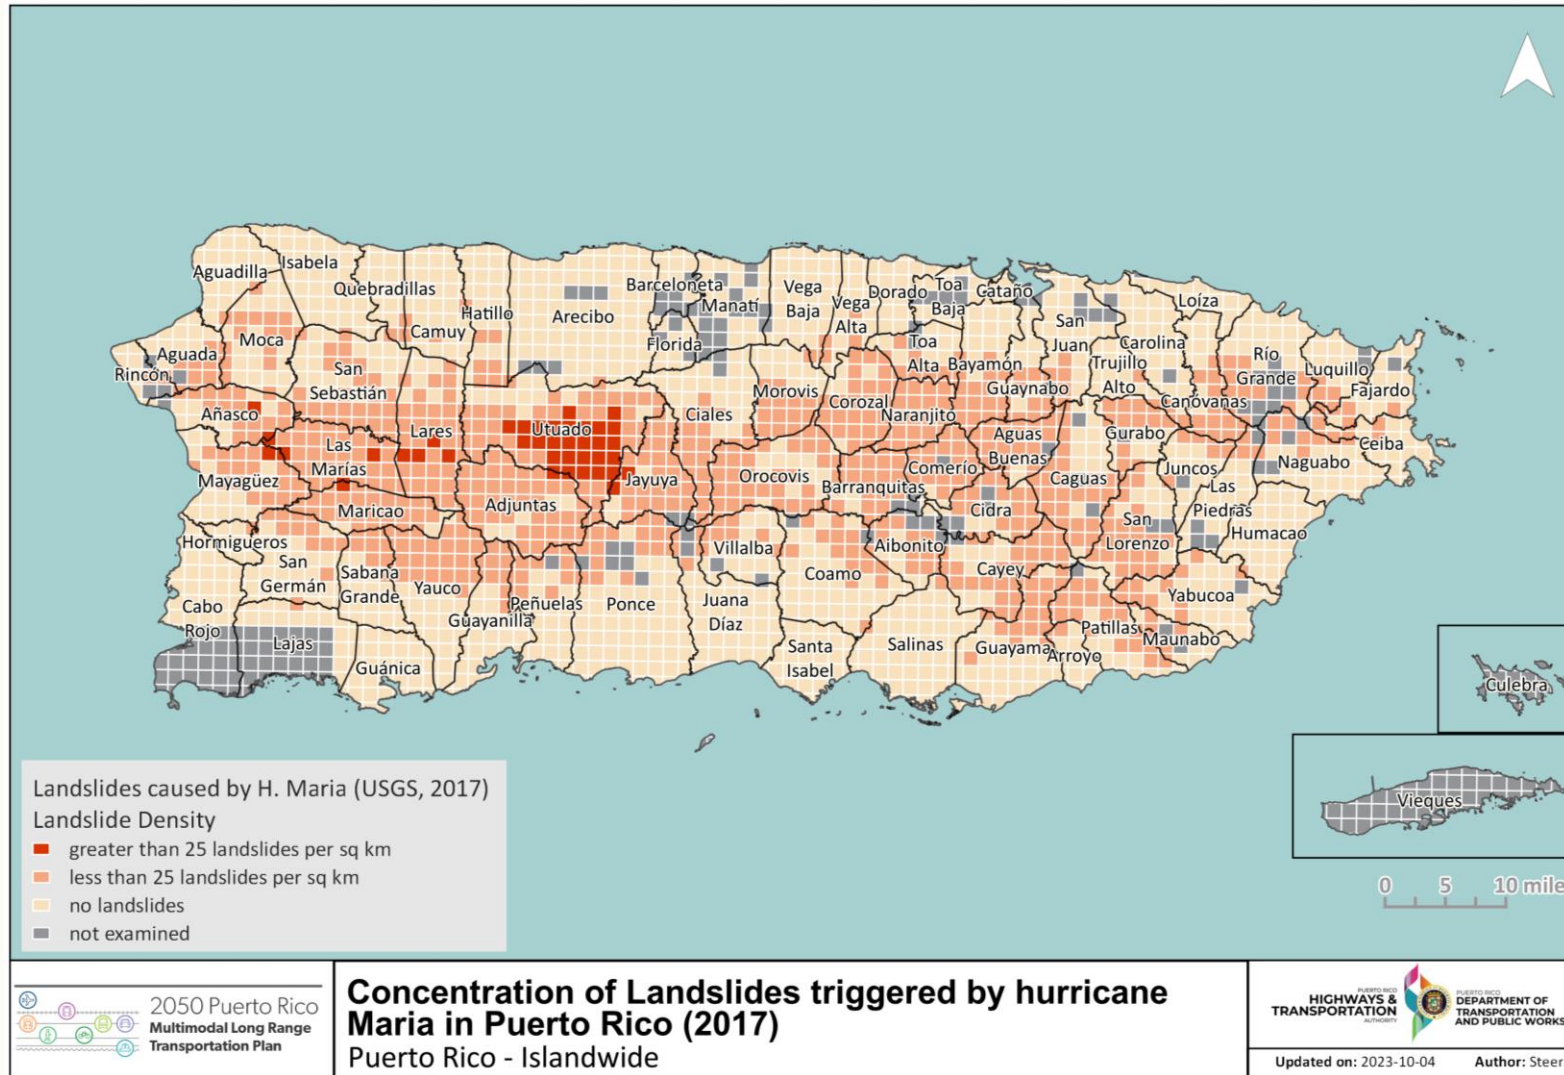 Aguadilla
Isabela
Quebradillas
Camuy
Hatillo
Arecibo
Barceloneta
Manatí
Florida
Vega
Baja
Vega
Alta
Dorado
Toa
Baja
Cataño
Toa
Alta
Bayamón
San
Juan
Guaynabo
Trujillo
Alto
Carolina
Loíza
Canóvanas
Río
Grande
Luquillo
Fajardo
Ceiba
Naguabo
Moca
Aguada
Rincón
San
Sebastián
Añasco
Las
Marías
Lares
Utuado
Ciales
Morovis
Corozal
Naranjito
Aguas
Buenas
Gurabo
Juncos
Las
Piedras
Humacao
Mayagüez
Maricao
Adjuntas
Jayuya
Orocovis
Barranquitas
Comerío
Cidra
Caguas
San
Lorenzo
Hormigueros
San
Germán
Sabana
Grande
Yauco
Guayanilla
Peñuelas
Ponce
Villalba
Juana
Díaz
Coamo
Aibonito
Cayey
Yabucoa
Cabo
Rojo
Lajas
Guánica
Santa
Isabel
Salinas
Guayama
Arroyo
Patillas
Maunabo
Culebra
Vieques
Landslides caused by H. Maria (USGS, 2017)
Landslide Density
greater than 25 landslides per sq km
less than 25 landslides per sq km
no landslides
not examined
0 5 10 mile
2050 Puerto Rico
Multimodal Long Range
Transportation Plan
Concentration of Landslides triggered by hurricane
Maria in Puerto Rico (2017)
Puerto Rico - Islandwide
PUERTO RICO
HIGHWAYS &
TRANSPORTATION
AUTHORITY
PUERTO RICO
DEPARTMENT OF
TRANSPORTATION
AND PUBLIC WORKS
Updated on: 2023-10-04 Author: Steer